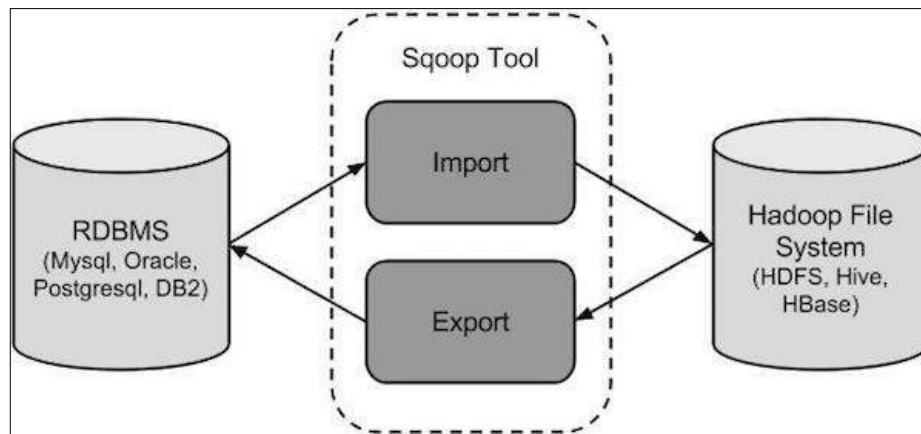 Sqoop Tool
Import
RDBMS
(Mysql, Oracle,
Postgresql, DB2)
Hadoop File
System
(HDFS, Hive,
HBase)
Export